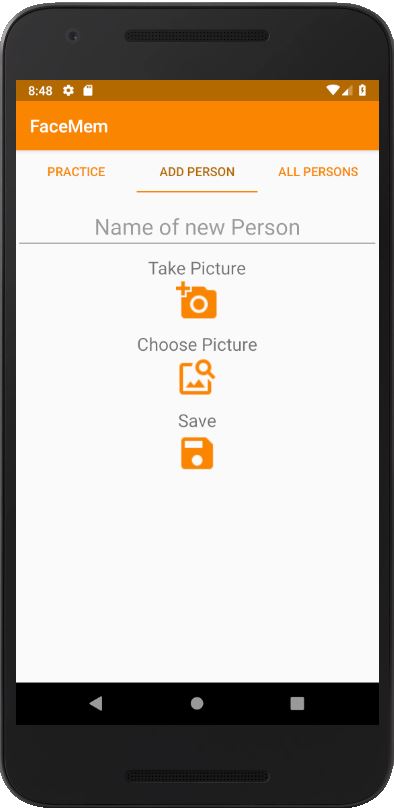 8:48
FaceMem
PRACTICE ADD PERSON ALL PERSONS
Name of new Person
Take Picture
Choose Picture
Save